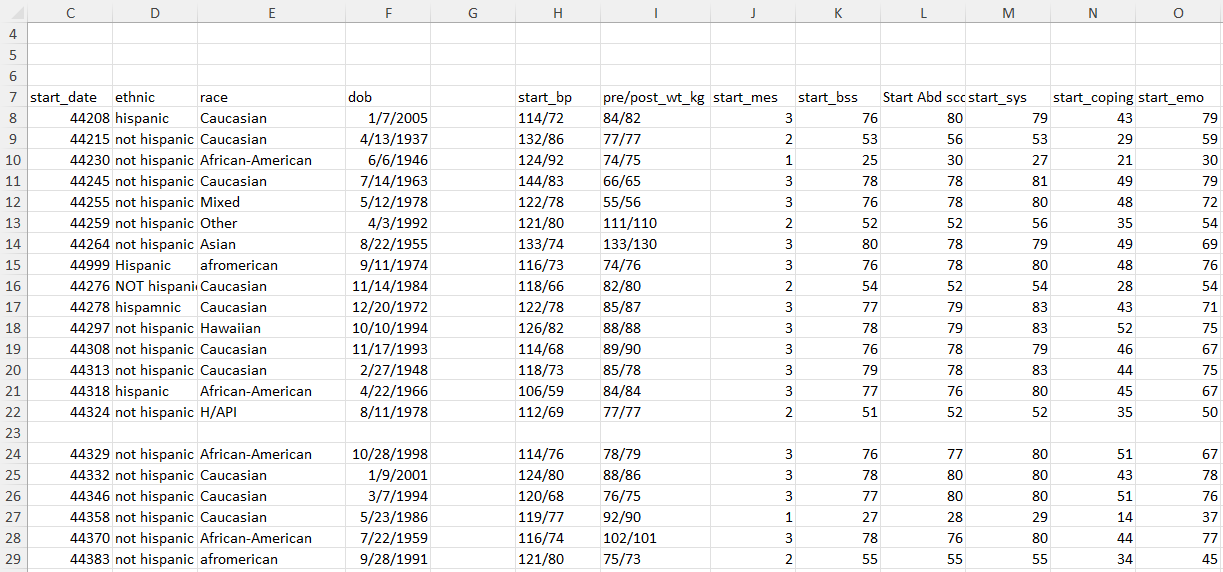 C D E F G H I J K L M N O
4
5
6
7 start_date ethnic race dob start_bp pre/post_wt_kg start_mes start_bss Start Abd sco start_sys start_coping start_emo
8 44208 hispanic Caucasian 1/7/2005 114/72 84/82 3 76 80 79 43 79
9 44215 not hispanic Caucasian 4/13/1937 132/86 77/77 2 53 56 53 29 59
10 44230 not hispanic African-American 6/6/1946 124/92 74/75 1 25 30 27 21 30
11 44245 not hispanic Caucasian 7/14/1963 144/83 66/65 3 78 78 81 49 79
12 44255 not hispanic Mixed 5/12/1978 122/78 55/56 3 76 78 80 48 72
13 44259 not hispanic Other 4/3/1992 121/80 111/110 2 52 52 56 35 54
14 44264 not hispanic Asian 8/22/1955 133/74 133/130 3 80 78 79 49 69
15 44999 Hispanic afromerican 9/11/1974 116/73 74/76 3 76 78 80 48 76
16 44276 NOT hispani Caucasian 11/14/1984 118/66 82/80 2 54 52 54 28 54
17 44278 hispamnic Caucasian 12/20/1972 122/78 85/87 3 77 79 83 43 71
18 44297 not hispanic Hawaiian 10/10/1994 126/82 88/88 3 78 79 83 52 75
19 44308 not hispanic Caucasian 11/17/1993 114/68 89/90 3 76 78 79 46 67
20 44313 not hispanic Caucasian 2/27/1948 118/73 85/78 3 79 78 83 44 75
21 44318 hispanic African-American 4/22/1966 106/59 84/84 3 77 76 80 45 67
22 44324 not hispanic H/API 8/11/1978 112/69 77/77 2 51 52 52 35 50
23
24 44329 not hispanic African-American 10/28/1998 114/76 78/79 3 76 77 80 51 67
25 44332 not hispanic Caucasian 1/9/2001 124/80 88/86 3 78 80 80 43 78
26 44346 not hispanic Caucasian 3/7/1994 120/68 76/75 3 77 80 80 51 76
27 44358 not hispanic Caucasian 5/23/1986 119/77 92/90 1 27 28 29 14 37
28 44370 not hispanic African-American 7/22/1959 116/74 102/101 3 78 76 80 44 77
29 44383 not hispanic afromerican 9/28/1991 121/80 75/73 2 55 55 55 34 45